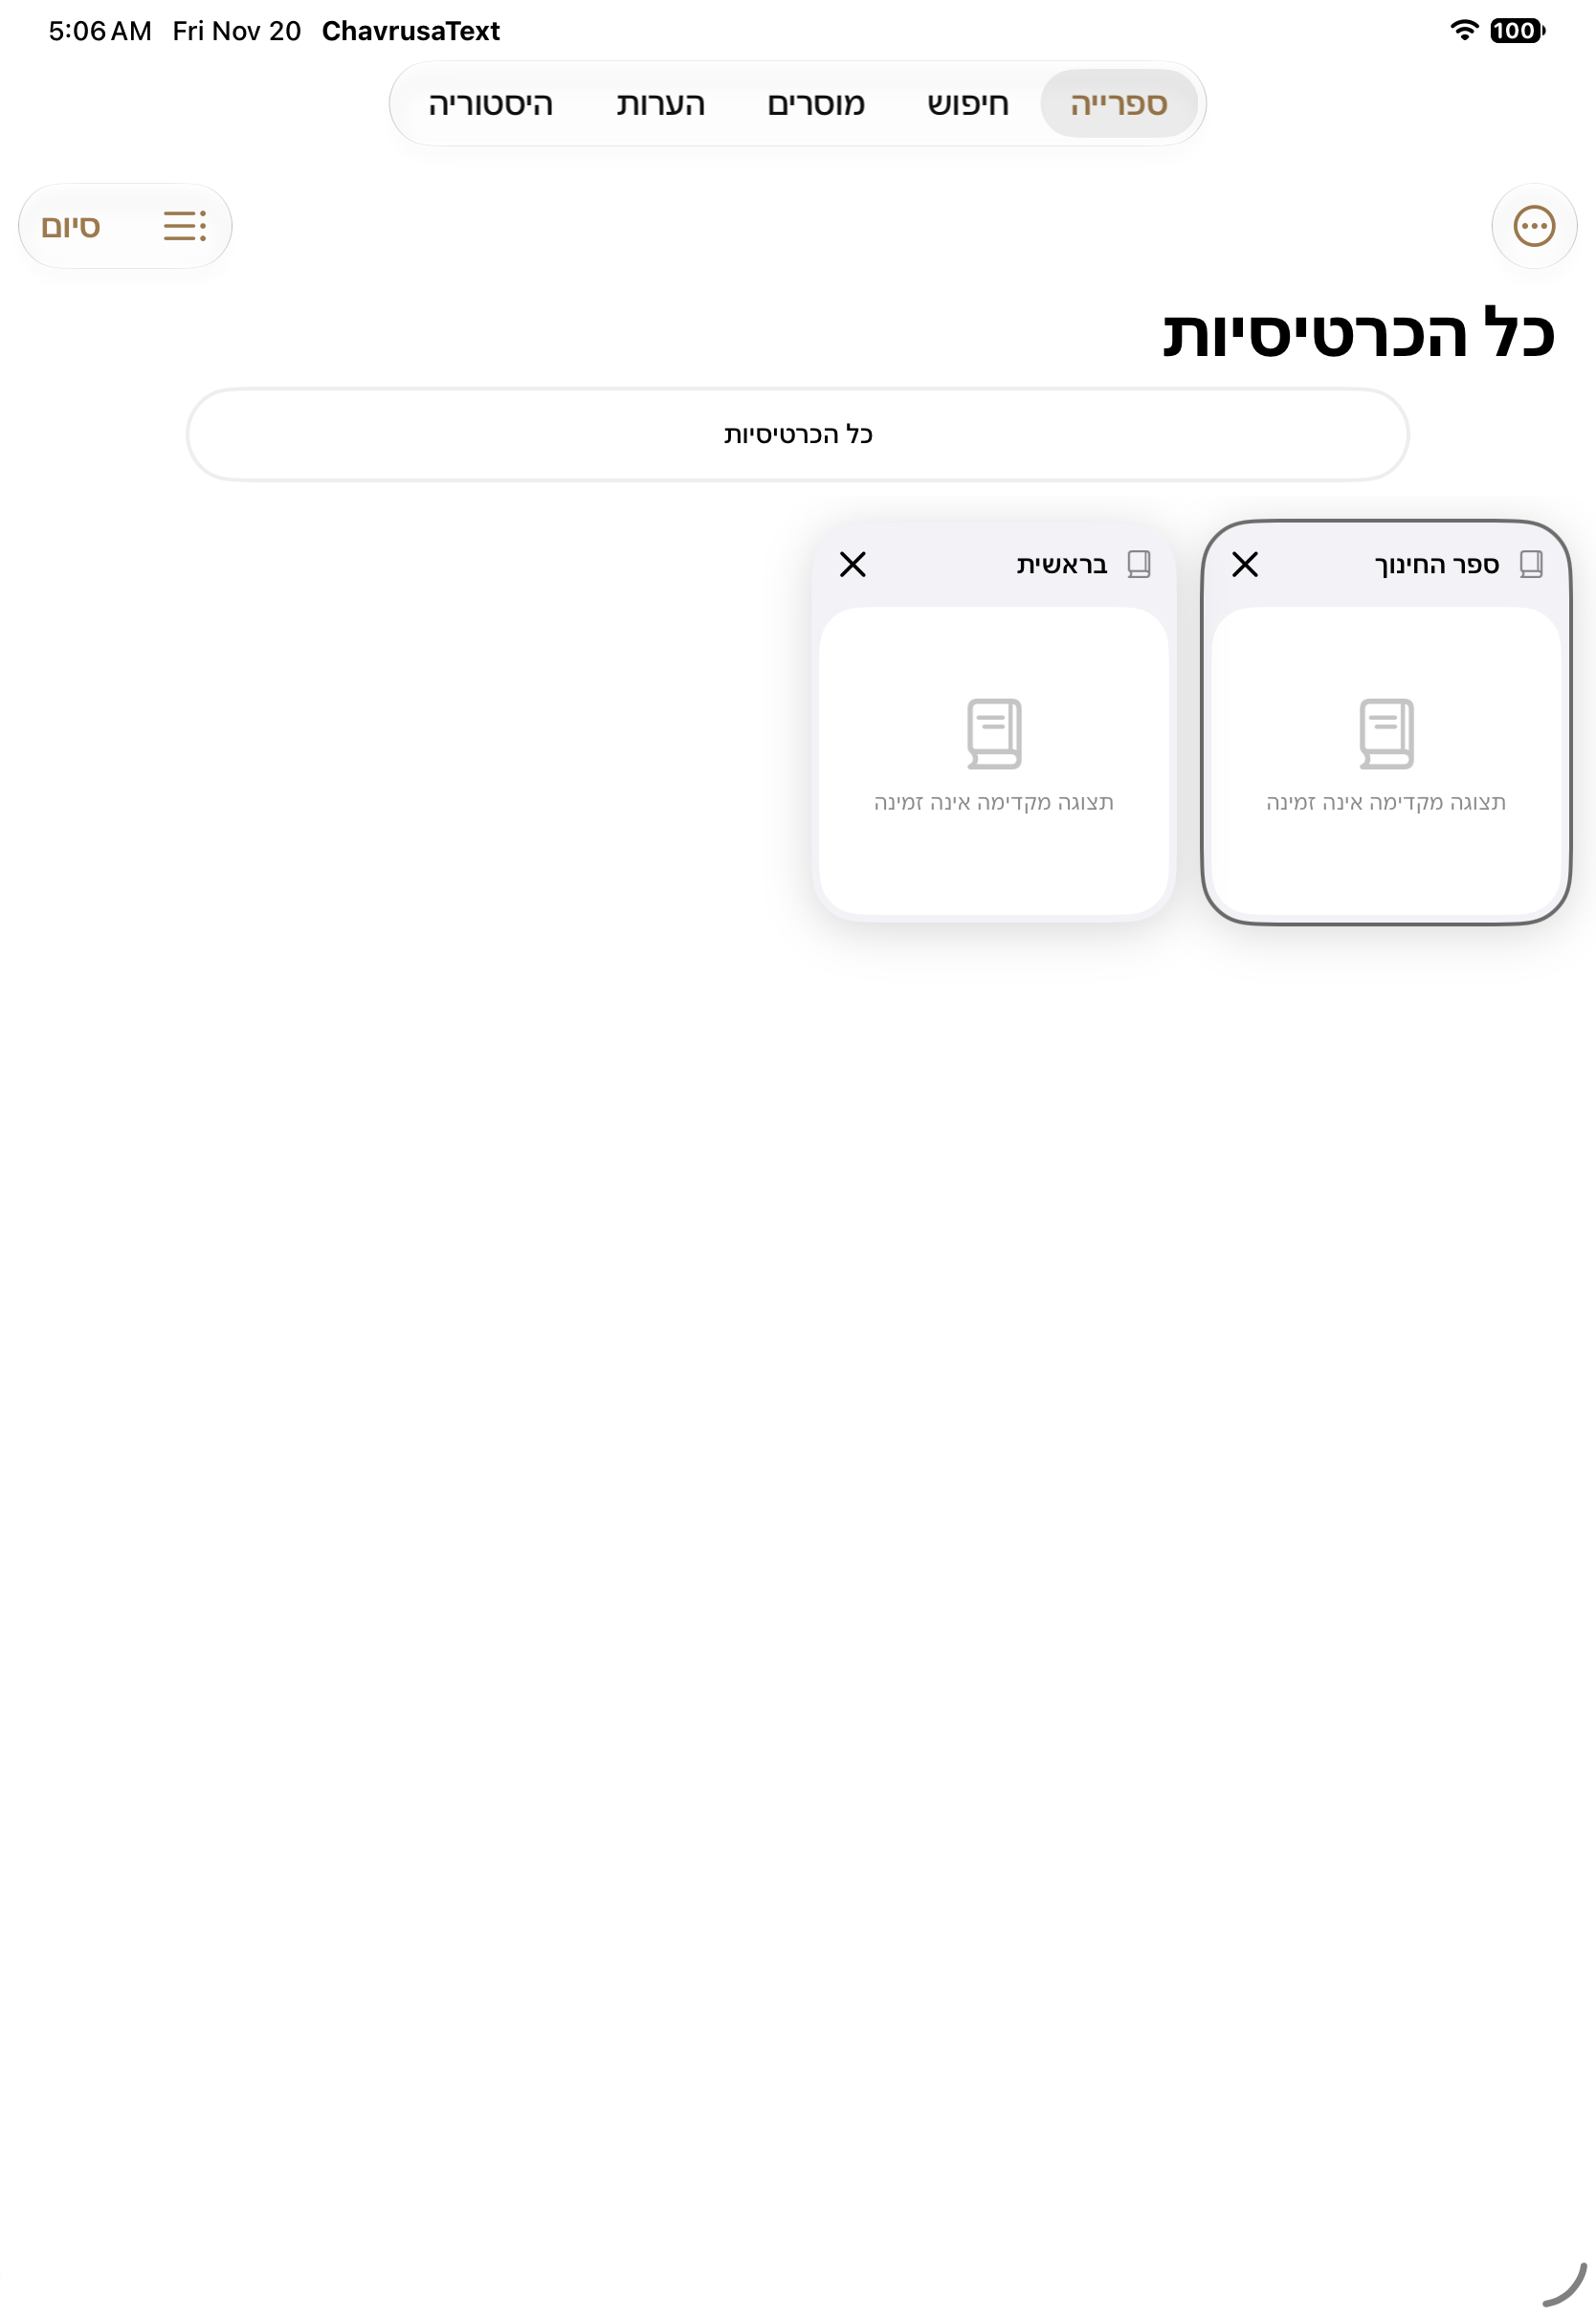 5:06 AM Fri Nov 20 ChavrusaText 100
ספרייה חיפוש מוסרים הערות היסטוריה
סיום
כל הכרטיסיות
כל הכרטיסיות
ספר החינוך
תצוגה מקדימה אינה זמינה
בראשית
תצוגה מקדימה אינה זמינה